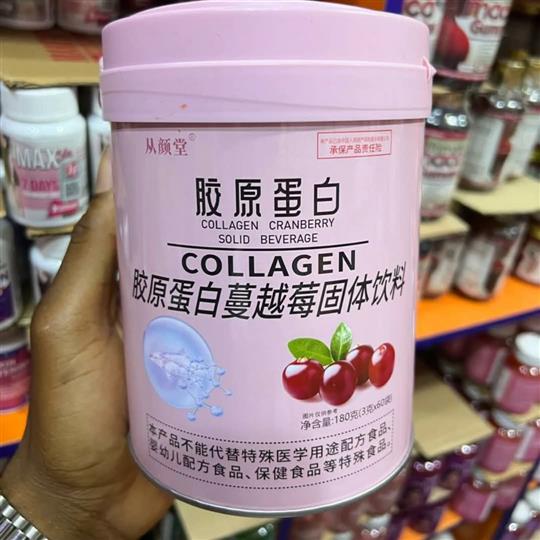 从颜堂
承保产品责任险
胶原蛋白
COLLAGEN CRANBERRY
SOLID BEVERAGE
COLLAGEN
胶原蛋白蔓越莓固体饮料
图片仅供参考
净含量:180克(3克x60袋)
本产品不能代替特殊医学用途配方食品、
婴幼儿配方食品、保健食品等特殊食品。
MAX
7 DAYS